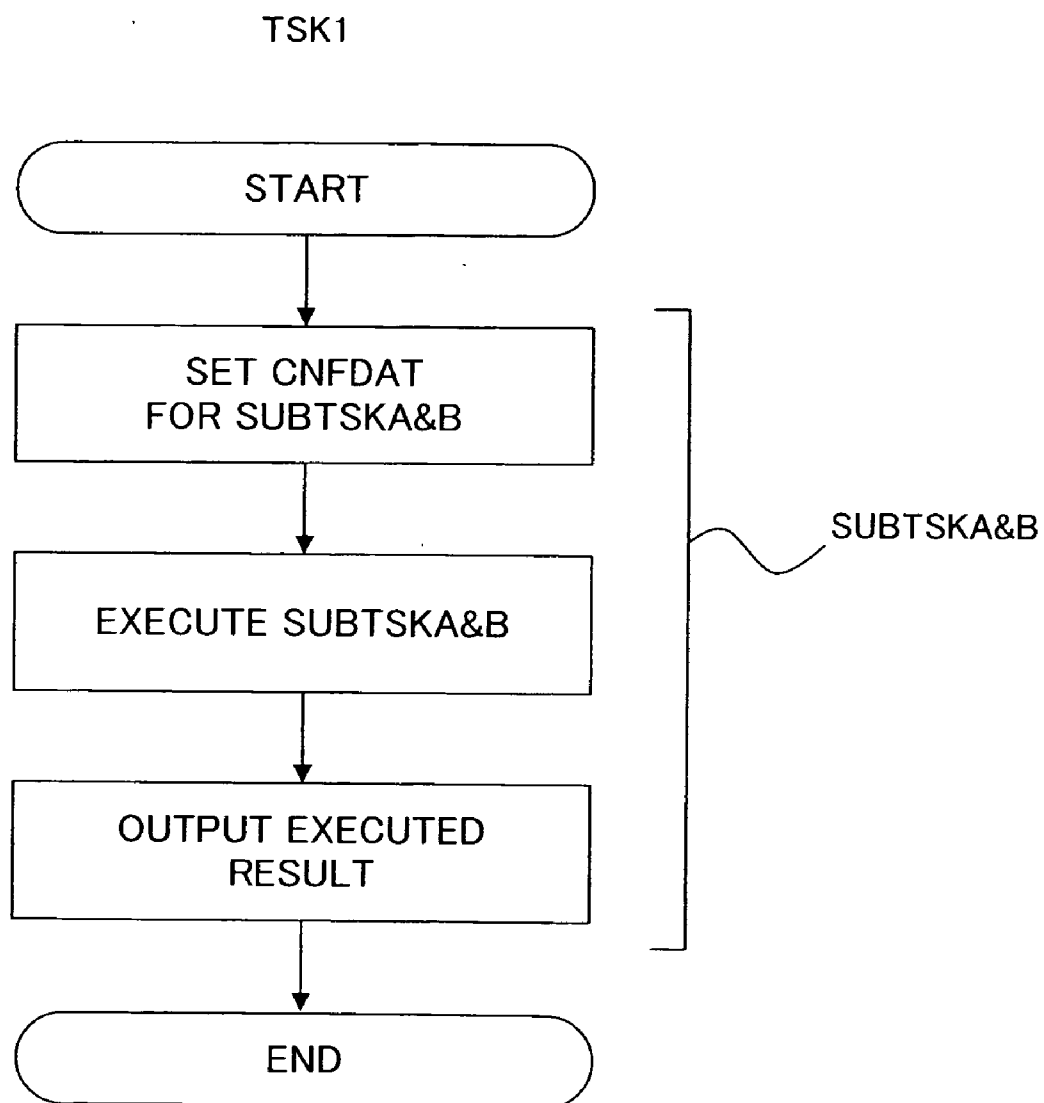 TSK1
START
SET CNFDAT
FOR SUBTSKA&B
EXECUTE SUBTSKA&B
SUBTSKA&B
OUTPUT EXECUTED
RESULT
END